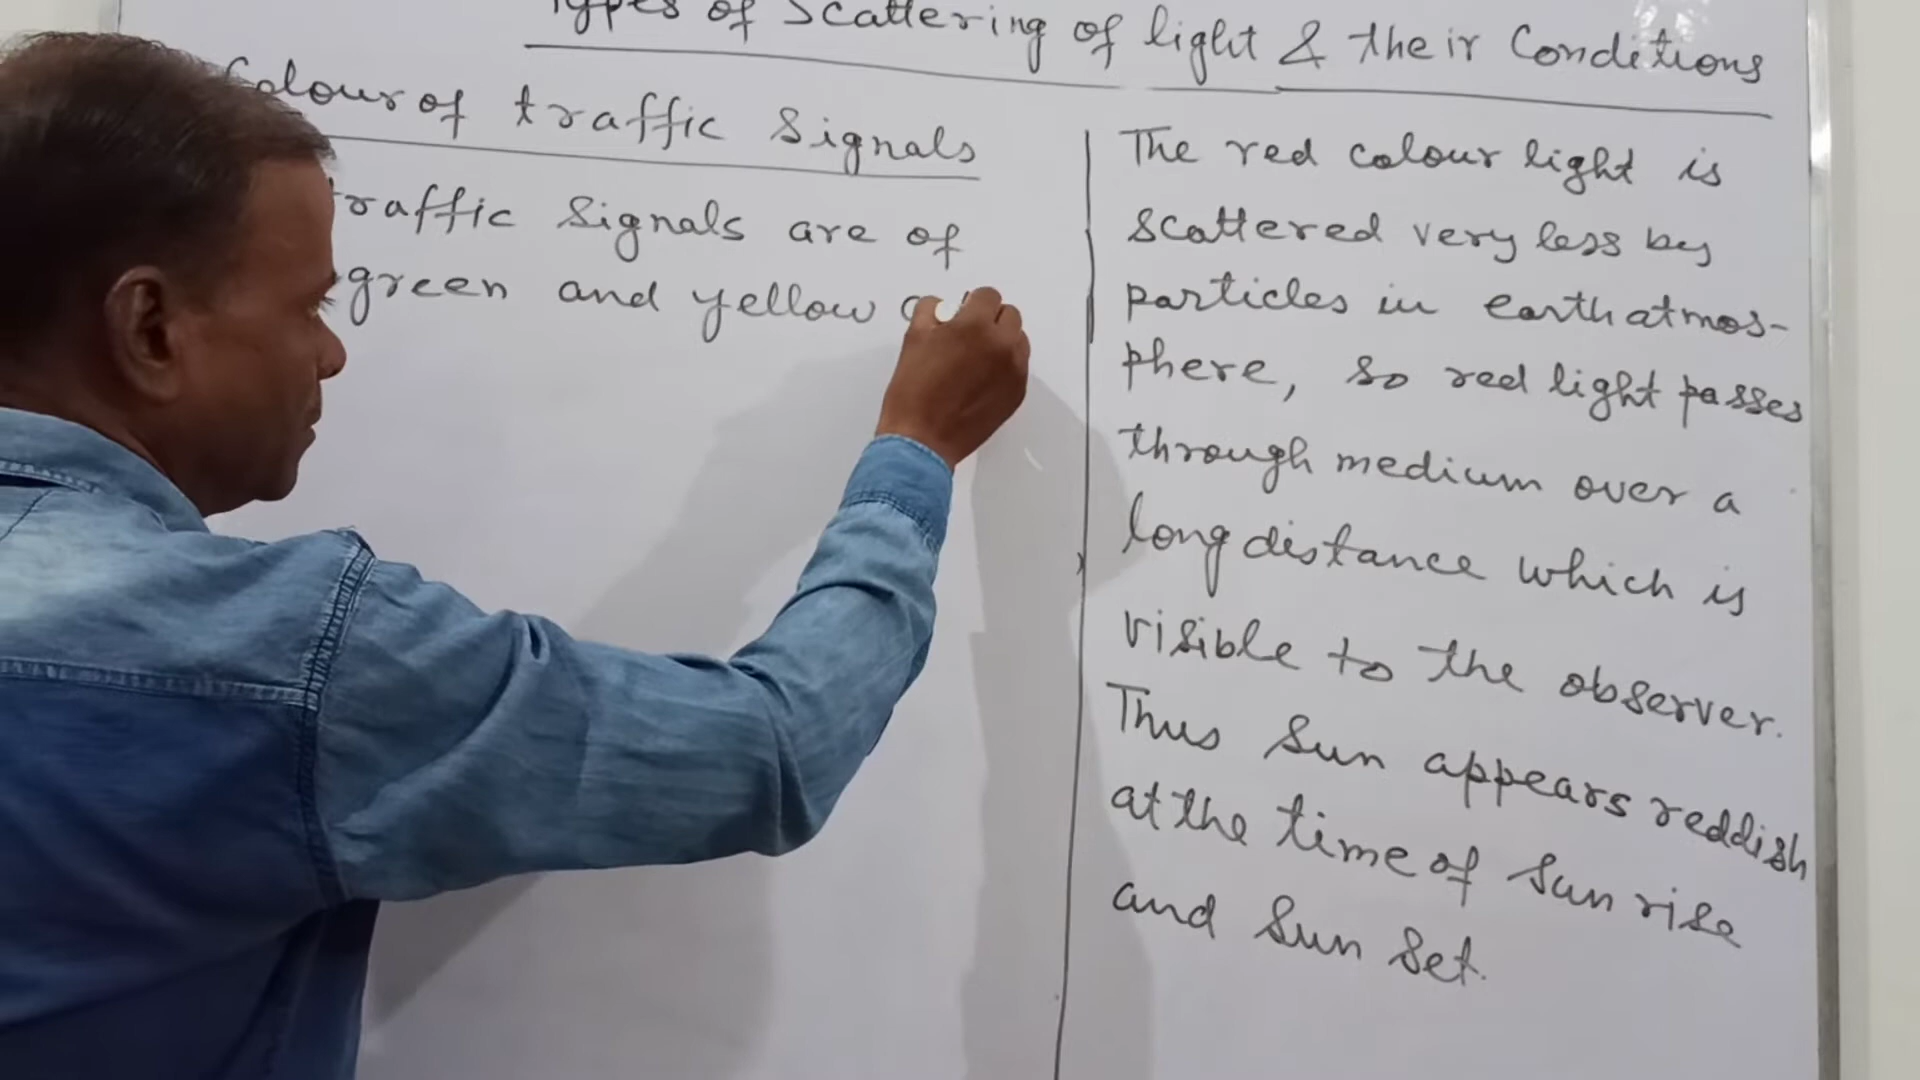 Types of Scattering of light & their Conditions
Colour of traffic Signals
traffic Signals are of
green and yellow
The red colour light is
scattered very less by
particles in earth atmos-
phere, so red light passes
through medium over a
long distance which is
visible to the observer.
Thus Sun appears reddish
at the time of Sun rise
and Sun Set.